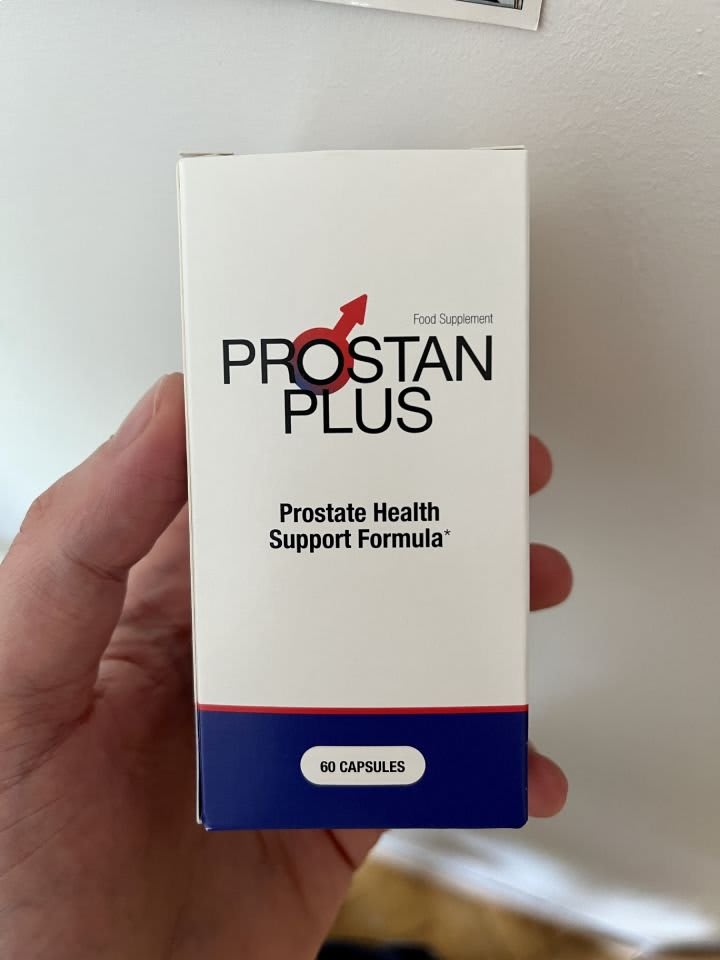 Food Supplement
PROSTAN
PLUS
Prostate Health
Support Formula*
60 CAPSULES